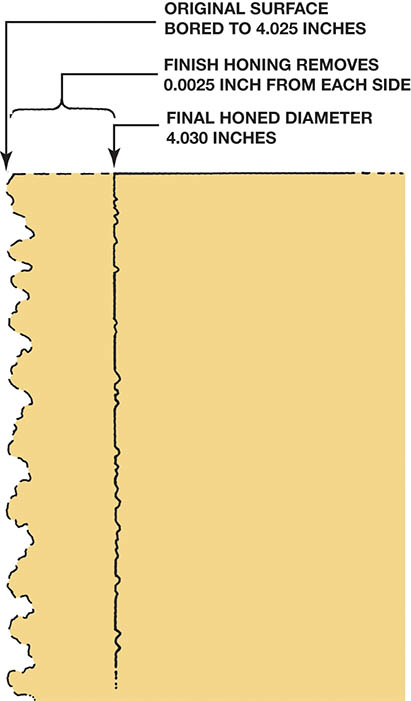 ORIGINAL SURFACE
BORED TO 4.025 INCHES
FINISH HONING REMOVES
0.0025 INCH FROM EACH SIDE
FINAL HONED DIAMETER
4.030 INCHES